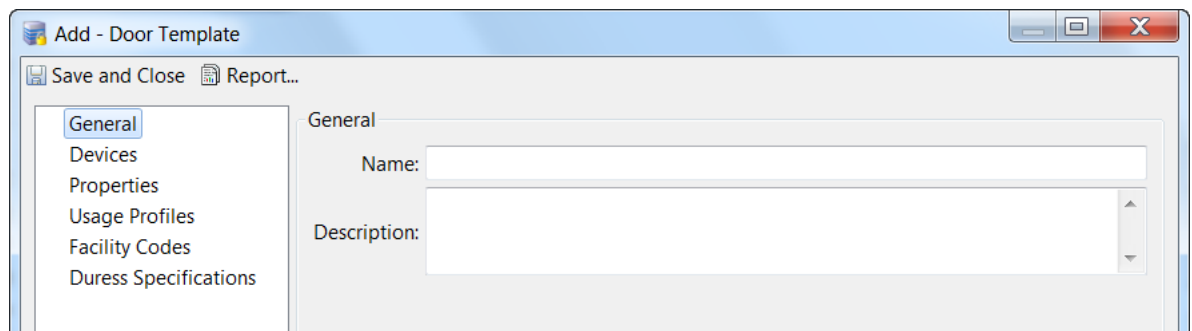 Add - Door Template
Save and Close Report...
General
Devices
Properties
Usage Profiles
Facility Codes
Duress Specifications
General
Name:
Description: